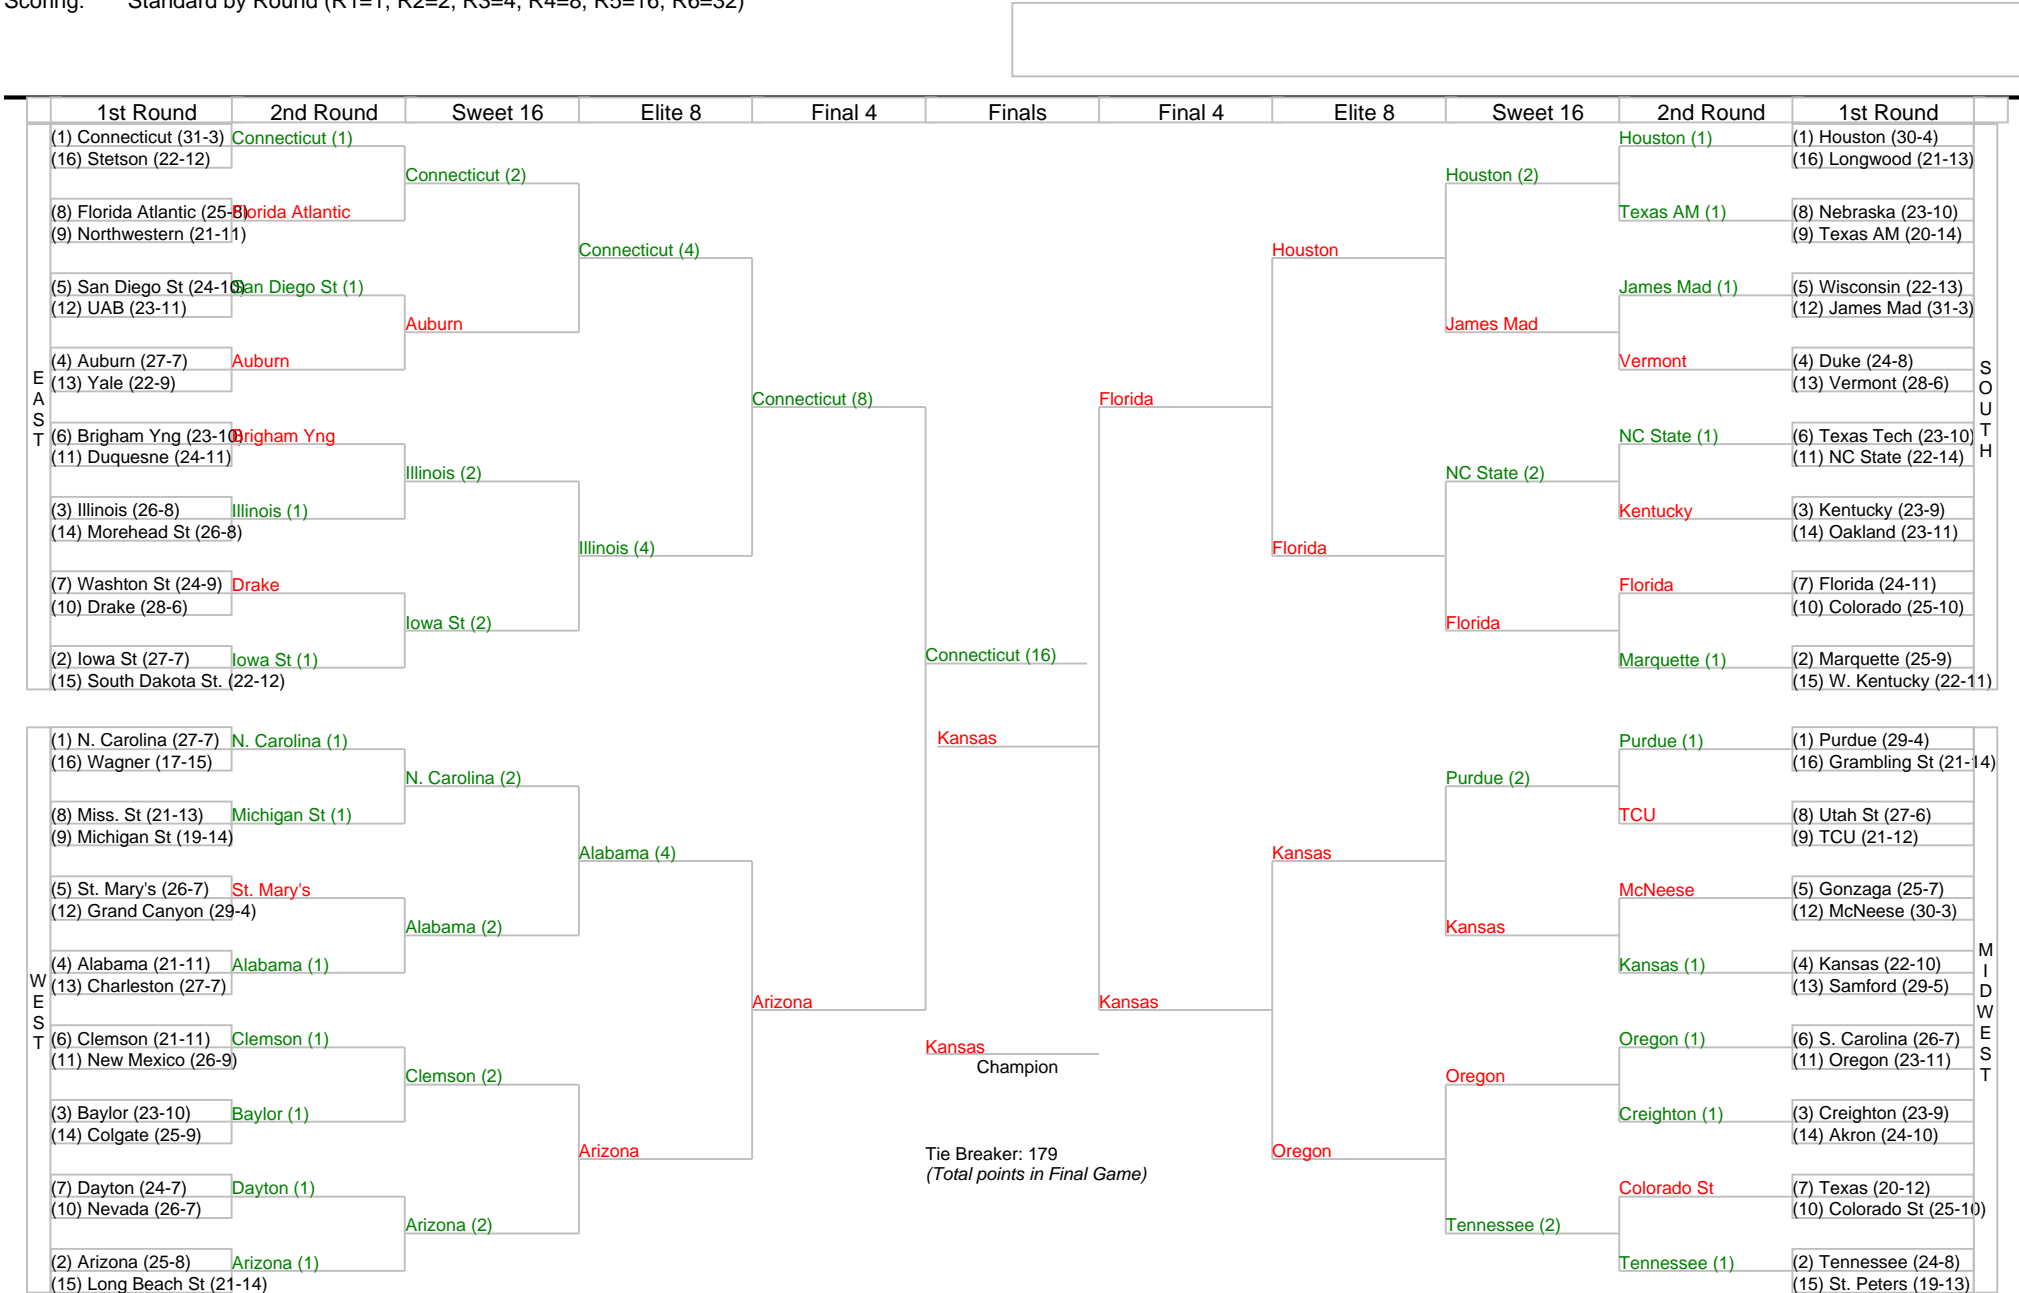 Scoring: Standard by Round (R1=1, R2=2, R3=4, R4=8, R5=16, R6=32)
1st Round 2nd Round Sweet 16 Elite 8 Final 4 Finals Final 4 Elite 8 Sweet 16 2nd Round 1st Round
EAST
(1) Connecticut (31-3)
(16) Stetson (22-12)
(8) Florida Atlantic (25-8)
(9) Northwestern (21-11)
(5) San Diego St (24-10)
(12) UAB (23-11)
(4) Auburn (27-7)
(13) Yale (22-9)
(6) Brigham Yng (23-10)
(11) Duquesne (24-11)
(3) Illinois (26-8)
(14) Morehead St (26-8)
(7) Washton St (24-9)
(10) Drake (28-6)
(2) Iowa St (27-7)
(15) South Dakota St. (22-12)
Connecticut (1)
Florida Atlantic
San Diego St (1)
Auburn
Brigham Yng
Illinois (1)
Drake
Iowa St (1)
Connecticut (2)
Auburn
Illinois (2)
Iowa St (2)
Connecticut (4)
Illinois (4)
Connecticut (8)
WEST
(1) N. Carolina (27-7)
(16) Wagner (17-15)
(8) Miss. St (21-13)
(9) Michigan St (19-14)
(5) St. Mary's (26-7)
(12) Grand Canyon (29-4)
(4) Alabama (21-11)
(13) Charleston (27-7)
(6) Clemson (21-11)
(11) New Mexico (26-9)
(3) Baylor (23-10)
(14) Colgate (25-9)
(7) Dayton (24-7)
(10) Nevada (26-7)
(2) Arizona (25-8)
(15) Long Beach St (21-14)
N. Carolina (1)
Michigan St (1)
St. Mary's
Alabama (1)
Clemson (1)
Baylor (1)
Dayton (1)
Arizona (1)
N. Carolina (2)
Alabama (2)
Clemson (2)
Arizona (2)
Alabama (4)
Arizona
Arizona
Connecticut (16)
Kansas
Kansas
Champion
Tie Breaker: 179
(Total points in Final Game)
Florida
Houston
Florida
Houston (2)
James Mad
NC State (2)
Florida
Houston (1)
Texas AM (1)
James Mad (1)
Vermont
NC State (1)
Kentucky
Florida
Marquette (1)
(1) Houston (30-4)
(16) Longwood (21-13)
(8) Nebraska (23-10)
(9) Texas AM (20-14)
(5) Wisconsin (22-13)
(12) James Mad (31-3)
(4) Duke (24-8)
(13) Vermont (28-6)
(6) Texas Tech (23-10)
(11) NC State (22-14)
(3) Kentucky (23-9)
(14) Oakland (23-11)
(7) Florida (24-11)
(10) Colorado (25-10)
(2) Marquette (25-9)
(15) W. Kentucky (22-11)
SOUTH
Kansas
Kansas
Oregon
Purdue (2)
Kansas
Oregon
Tennessee (2)
Purdue (1)
TCU
McNeese
Kansas (1)
Oregon (1)
Creighton (1)
Colorado St
Tennessee (1)
(1) Purdue (29-4)
(16) Grambling St (21-14)
(8) Utah St (27-6)
(9) TCU (21-12)
(5) Gonzaga (25-7)
(12) McNeese (30-3)
(4) Kansas (22-10)
(13) Samford (29-5)
(6) S. Carolina (26-7)
(11) Oregon (23-11)
(3) Creighton (23-9)
(14) Akron (24-10)
(7) Texas (20-12)
(10) Colorado St (25-10)
(2) Tennessee (24-8)
(15) St. Peters (19-13)
MIDWEST